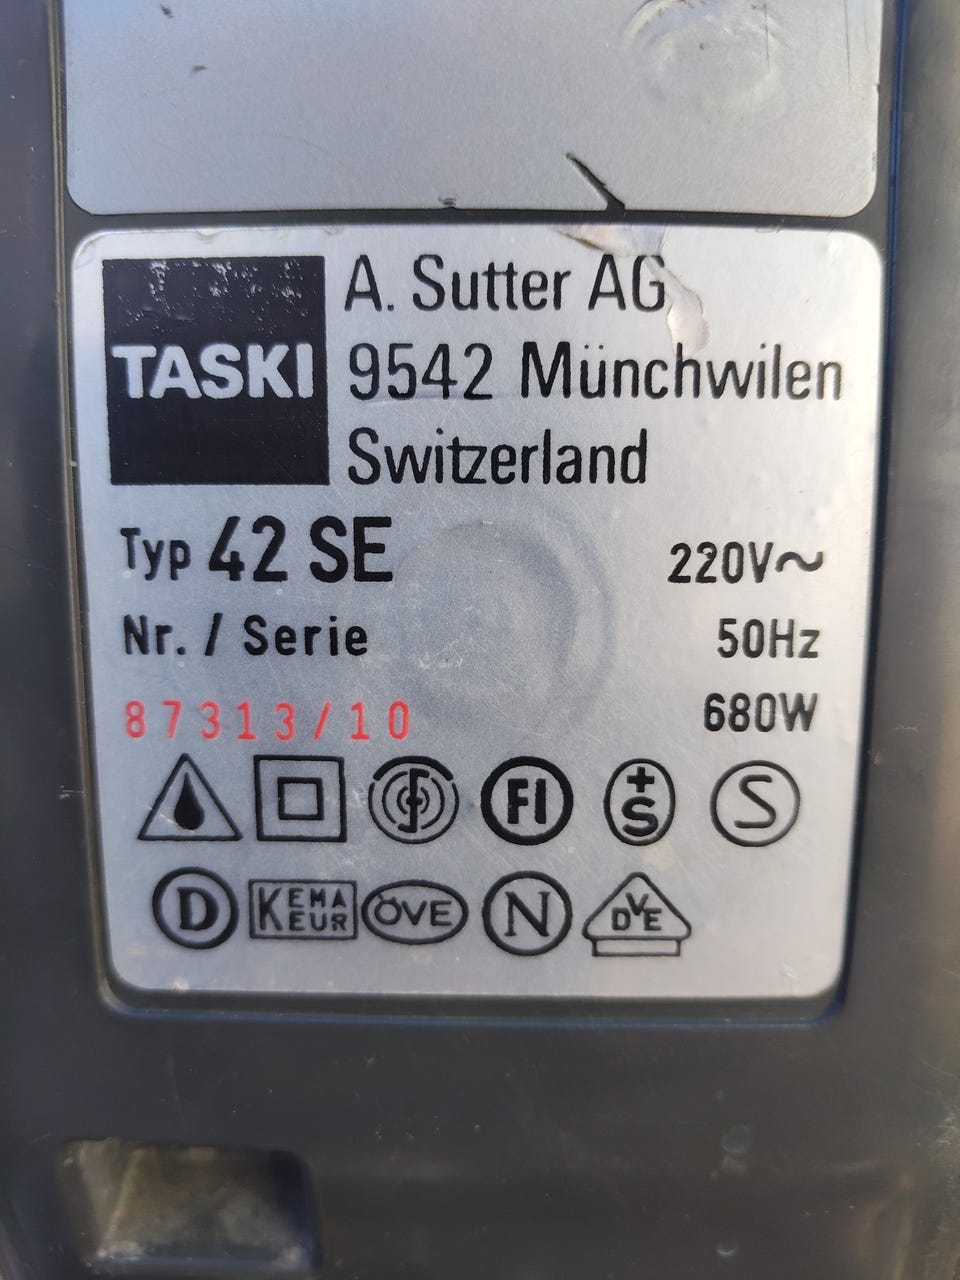 TASKI
A. Sutter AG
9542 Münchwilen
Switzerland
Typ 42 SE
220V~
Nr. / Serie
50Hz
87313/10
680W
FI
+S
S
D
KEMA
KEUR
ÖVE
N
DVE